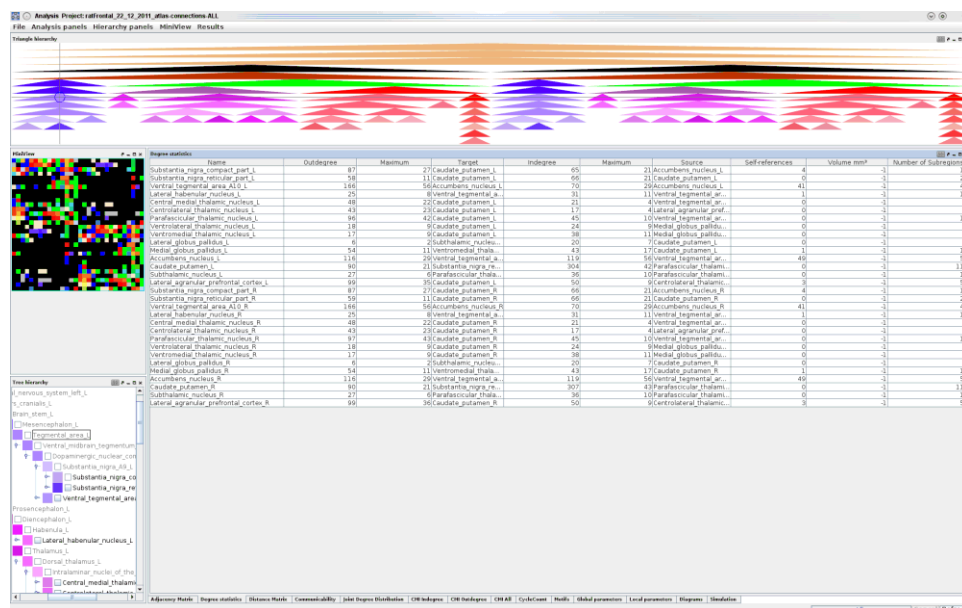 Analysis Project: ratFrontal_22_12_2011_atlas-connections-ALL
File Analysis panels Hierarchy panels MiniView Results
Triangle hierarchy
MiniView
Degree statistics
Name Outdegree Maximum Target Indegree Maximum Source Self-references Volume mm³ Number of Subregions
Substantia_nigra_compact_part_L 87 27 Caudate_putamen_L 65 21 Accumbens_nucleus_L 4 -1
Substantia_nigra_reticular_part_L 58 11 Caudate_putamen_L 66 21 Caudate_putamen_L 0 -1
Ventral_tegmental_area_A10_L 166 56 Accumbens_nucleus_L 70 29 Accumbens_nucleus_L 41 -1
Lateral_habenular_nucleus_L 25 8 Ventral_tegmental_a... 31 11 Ventral_tegmental_ar... 1 -1
Central_medial_thalamic_nucleus_L 48 22 Caudate_putamen_L 21 4 Ventral_tegmental_ar... 0 -1
Centrolateral_thalamic_nucleus_L 43 23 Caudate_putamen_L 17 4 Lateral_agranular_pref... 0 -1
Parafascicular_thalamic_nucleus_L 96 42 Caudate_putamen_L 45 10 Ventral_tegmental_ar... 0 -1
Ventrolateral_thalamic_nucleus_L 18 9 Caudate_putamen_L 24 9 Medial_globus_pallidu... 0 -1
Ventromedial_thalamic_nucleus_L 17 9 Caudate_putamen_L 38 11 Medial_globus_pallidu... 0 -1
Lateral_globus_pallidus_L 6 2 Subthalamic_nucleu... 20 7 Caudate_putamen_L 0 -1
Medial_globus_pallidus_L 54 11 Ventromedial_thala... 43 17 Caudate_putamen_L 1 -1
Accumbens_nucleus_L 116 29 Ventral_tegmental_a... 119 56 Ventral_tegmental_ar... 49 -1
Caudate_putamen_L 90 21 Substantia_nigra_re... 304 42 Parafascicular_thalami... 0 -1
Subthalamic_nucleus_L 27 6 Parafascicular_thala... 36 10 Parafascicular_thalami... 0 -1
Lateral_agranular_prefrontal_cortex_L 99 35 Caudate_putamen_L 50 9 Centrolateral_thalamic... 3 -1
Substantia_nigra_compact_part_R 87 27 Caudate_putamen_R 66 21 Accumbens_nucleus_R 4 -1
Substantia_nigra_reticular_part_R 59 11 Caudate_putamen_R 66 21 Caudate_putamen_R 0 -1
Ventral_tegmental_area_A10_R 166 56 Accumbens_nucleus_R 70 29 Accumbens_nucleus_R 41 -1
Lateral_habenular_nucleus_R 25 8 Ventral_tegmental_a... 31 11 Ventral_tegmental_ar... 1 -1
Central_medial_thalamic_nucleus_R 48 22 Caudate_putamen_R 21 4 Ventral_tegmental_ar... 0 -1
Centrolateral_thalamic_nucleus_R 43 23 Caudate_putamen_R 17 4 Lateral_agranular_pref... 0 -1
Parafascicular_thalamic_nucleus_R 97 43 Caudate_putamen_R 45 10 Ventral_tegmental_ar... 0 -1
Ventrolateral_thalamic_nucleus_R 18 9 Caudate_putamen_R 24 9 Medial_globus_pallidu... 0 -1
Ventromedial_thalamic_nucleus_R 17 9 Caudate_putamen_R 38 11 Medial_globus_pallidu... 0 -1
Lateral_globus_pallidus_R 6 2 Subthalamic_nucleu... 20 7 Caudate_putamen_R 0 -1
Medial_globus_pallidus_R 54 11 Ventromedial_thala... 43 17 Caudate_putamen_R 1 -1
Accumbens_nucleus_R 116 29 Ventral_tegmental_a... 119 56 Ventral_tegmental_ar... 49 -1
Caudate_putamen_R 90 21 Substantia_nigra_re... 307 43 Parafascicular_thalami... 0 -1
Subthalamic_nucleus_R 27 6 Parafascicular_thala... 36 10 Parafascicular_thalami... 0 -1
Lateral_agranular_prefrontal_cortex_R 99 36 Caudate_putamen_R 50 9 Centrolateral_thalamic... 3 -1
Tree hierarchy
l_nervous_system_left_L
s_cranialis_L
Brain_stem_L
Mesencephalon_L
Tegmental_area_L
Ventral_midbrain_tegmentum
Dopaminergic_nuclear_con
Substantia_nigra_A9_L
Substantia_nigra_co
Substantia_nigra_re
Ventral_tegmental_area
Prosencephalon_L
Diencephalon_L
Habenula_L
Lateral_habenular_nucleus_L
Thalamus_L
Dorsal_thalamus_L
Intralaminar_nuclei_of_the_
Central_medial_thalami
Adjacency Matrix Degree statistics Distance Matrix Communicability Joint Degree Distribution CMI Indegree CMI Outdegree CMI All CycleCount Motifs Global parameters Local parameters Diagrams Simulation